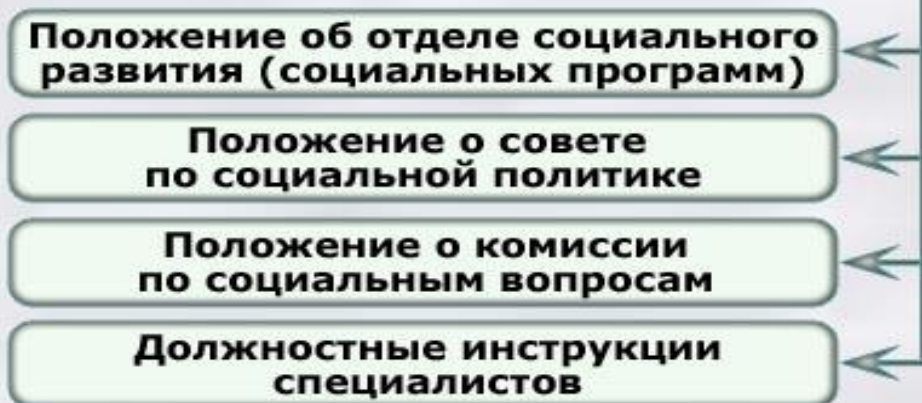 Положение об отделе социального
развития (социальных программ)
Положение о совете
по социальной политике
Положение о комиссии
по социальным вопросам
Должностные инструкции
специалистов